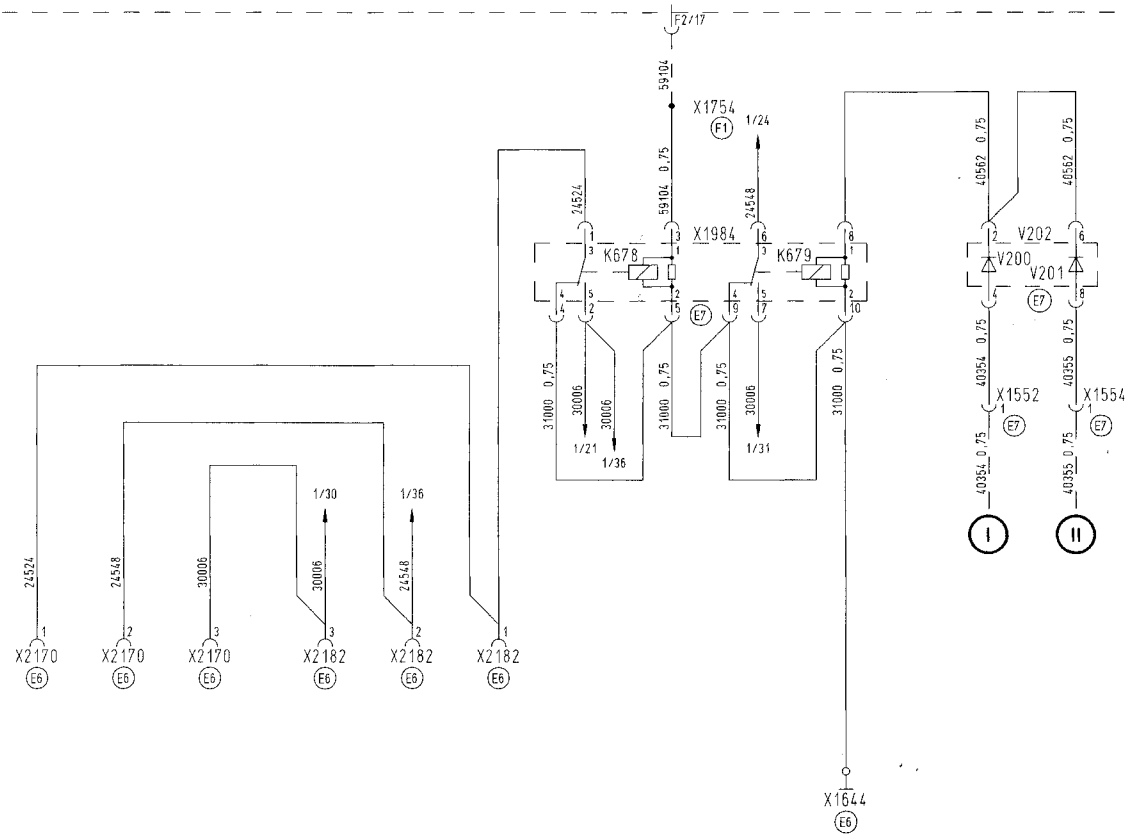 F2/17
59104
X1754
F1
1/24
59104 0,75
24524
24548
40562 0,75
40562 0,75
1
3
X1984
6
8
2
V202
6
3
K678
1
3
K679
1
V200
V201
4
5
2
4
5
2
4
2
5
E7
9
7
10
4
E7
8
31000 0,75
30006
30006
31000 0,75
31000 0,75
30006
31000 0,75
40354 0,75
40355 0,75
X1552
1
E7
X1554
1
E7
1/21
1/36
1/31
40354 0,75
40355 0,75
I
II
1/30
1/36
24524
24548
30006
30006
24548
1
2
3
3
2
1
X2170
X2170
X2170
X2182
X2182
X2182
E6
E6
E6
E6
E6
E6
X1644
E6